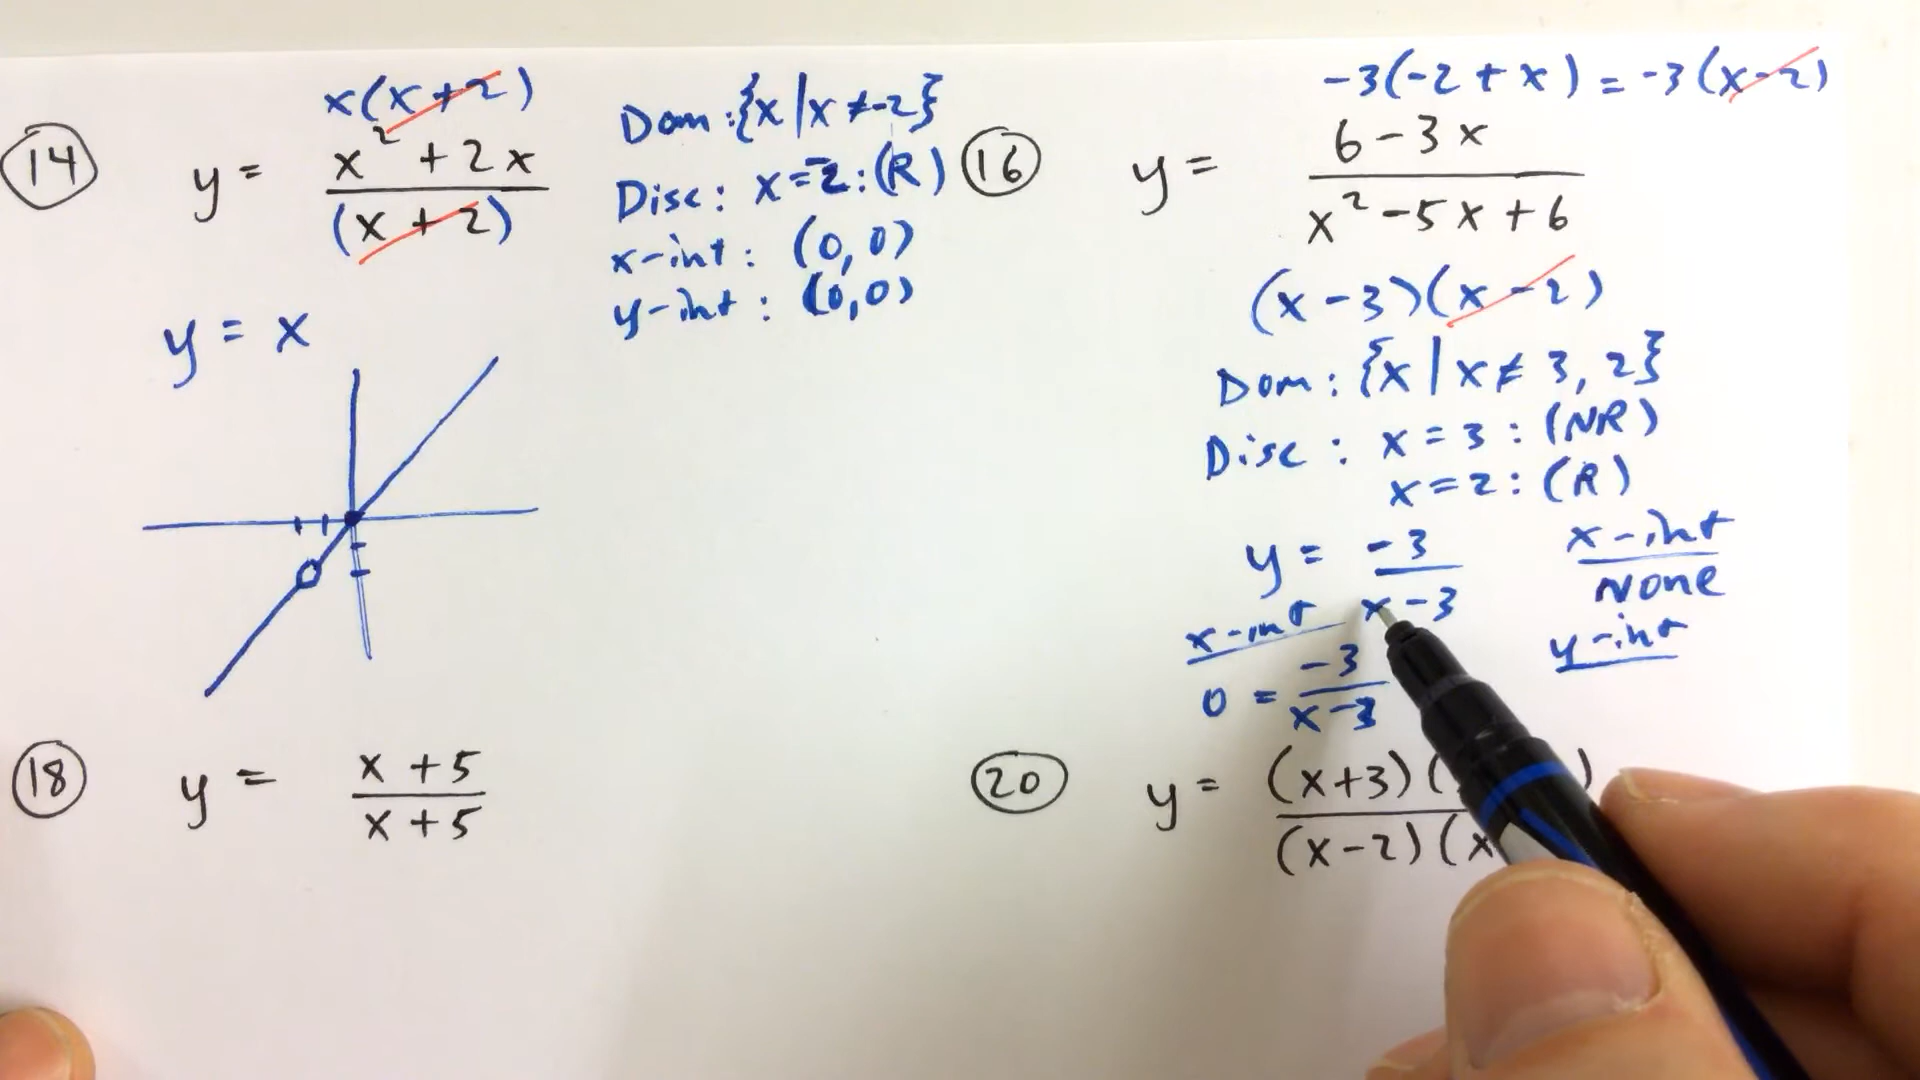 14
x(x+2)
y = x² + 2x
(x + 2)
Dom : {x | x ≠ -2}
Disc : x = -2 : (R)
x-int : (0, 0)
y-int : (0,0)
y = x
16
-3(-2 + x) = -3(x-2)
y = 6 - 3x
x² - 5x + 6
(x - 3)(x - 2)
Dom : {x | x ≠ 3, 2}
Disc : x = 3 : (NR)
x = 2 : (R)
y = -3
x - 3
x-int
None
y-int
x-int
0 = -3
x - 3
18
y = x + 5
x + 5
20
y = (x+3)(
)
(x-2)(x